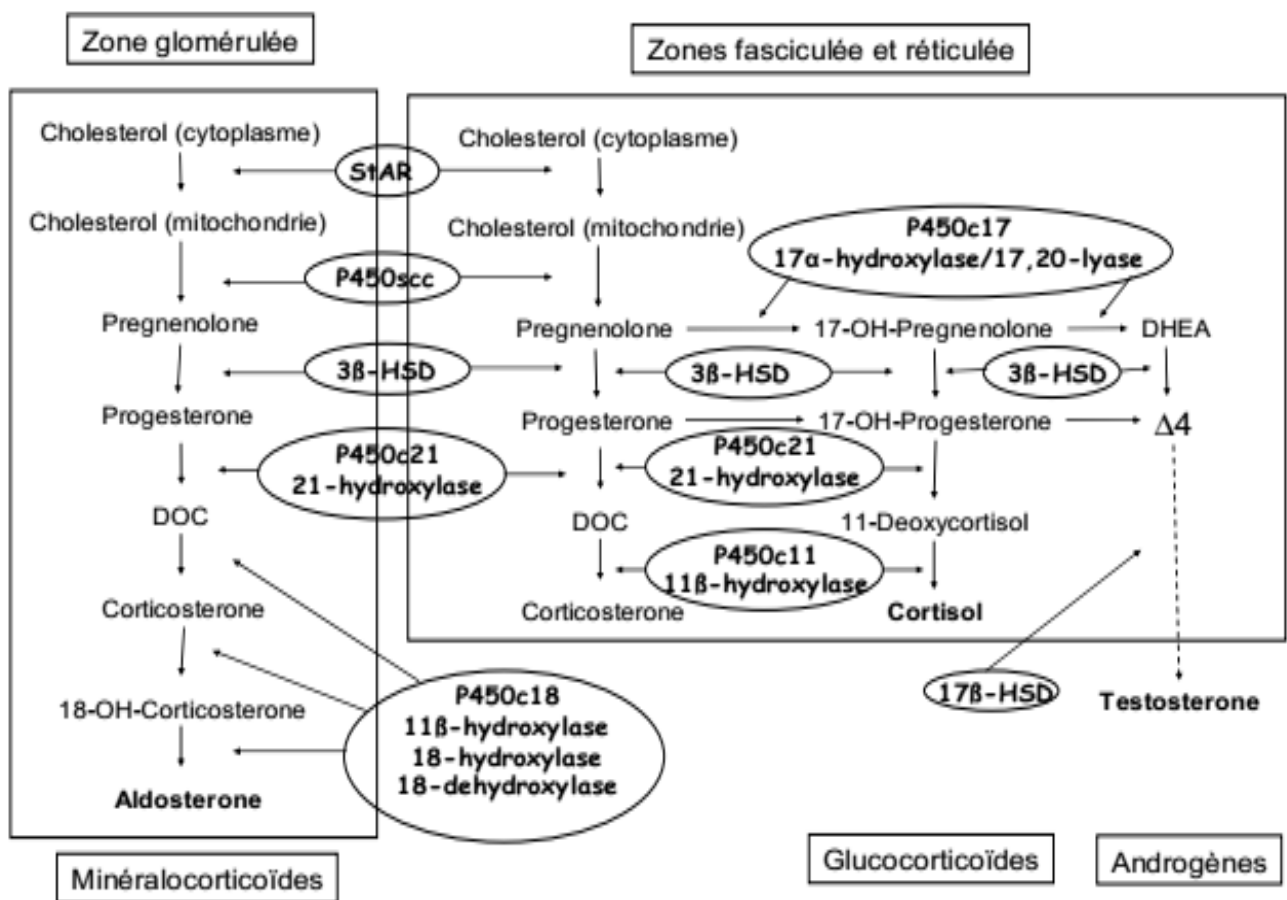 Zone glomérulée
Zones fasciculée et réticulée
Cholesterol (cytoplasme)
Cholesterol (cytoplasme)
StAR
Cholesterol (mitochondrie)
Cholesterol (mitochondrie)
P450c17
17α-hydroxylase/17,20-lyase
P450scc
Pregnenolone
Pregnenolone
17-OH-Pregnenolone
DHEA
3ß-HSD
3ß-HSD
3ß-HSD
Progesterone
Progesterone
17-OH-Progesterone
Δ4
P450c21
21-hydroxylase
P450c21
21-hydroxylase
DOC
DOC
11-Deoxycortisol
P450c11
11ß-hydroxylase
Corticosterone
Corticosterone
Cortisol
P450c18
11ß-hydroxylase
18-hydroxylase
18-dehydroxylase
17ß-HSD
Testosterone
18-OH-Corticosterone
Aldosterone
Minéralocorticoïdes
Glucocorticoïdes
Androgènes